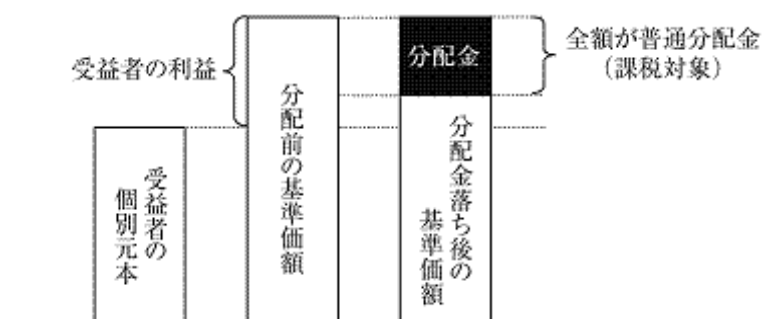 受益者の利益
分配金
全額が普通分配金
(課税対象)
分配前の基準価額
受益者の
個別元本
分配金落ち後の
基準価額